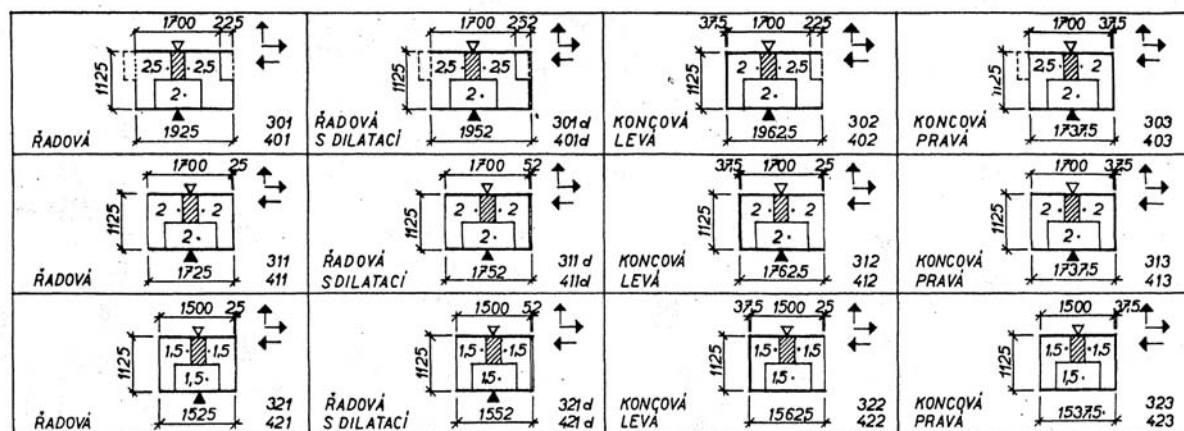 1700 225
1125
2,5 2,5
2
1925
ŘADOVÁ
301
401
1700 252
1125
2,5 2,5
2
1952
ŘADOVÁ
S DILATACÍ
301d
401d
37,5 1700 225
1125
2 2,5
2
1962,5
KONCOVÁ
LEVÁ
302
402
1700 37,5
1125
2,5 2
2
1737,5
KONCOVÁ
PRAVÁ
303
403
1700 25
1125
2 2
2
1725
ŘADOVÁ
311
411
1700 52
1125
2 2
2
1752
ŘADOVÁ
S DILATACÍ
311d
411d
37,5 1700 25
1125
2 2
2
1762,5
KONCOVÁ
LEVÁ
312
412
1700 37,5
1125
2 2
2
1737,5
KONCOVÁ
PRAVÁ
313
413
1500 25
1125
1,5 1,5
1,5
1525
ŘADOVÁ
321
421
1500 52
1125
1,5 1,5
1,5
1552
ŘADOVÁ
S DILATACÍ
321d
421d
37,5 1500 25
1125
1,5 1,5
1,5
1562,5
KONCOVÁ
LEVÁ
322
422
1500 37,5
1125
1,5 1,5
1,5
1537,5
KONCOVÁ
PRAVÁ
323
423